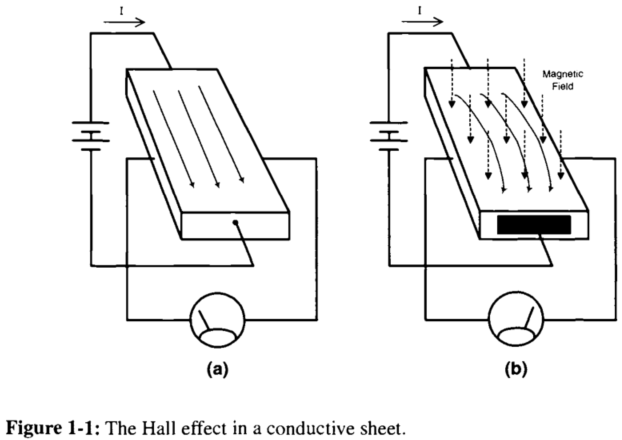 I
I
Magnetic
Field
(a)
(b)
Figure 1-1: The Hall effect in a conductive sheet.